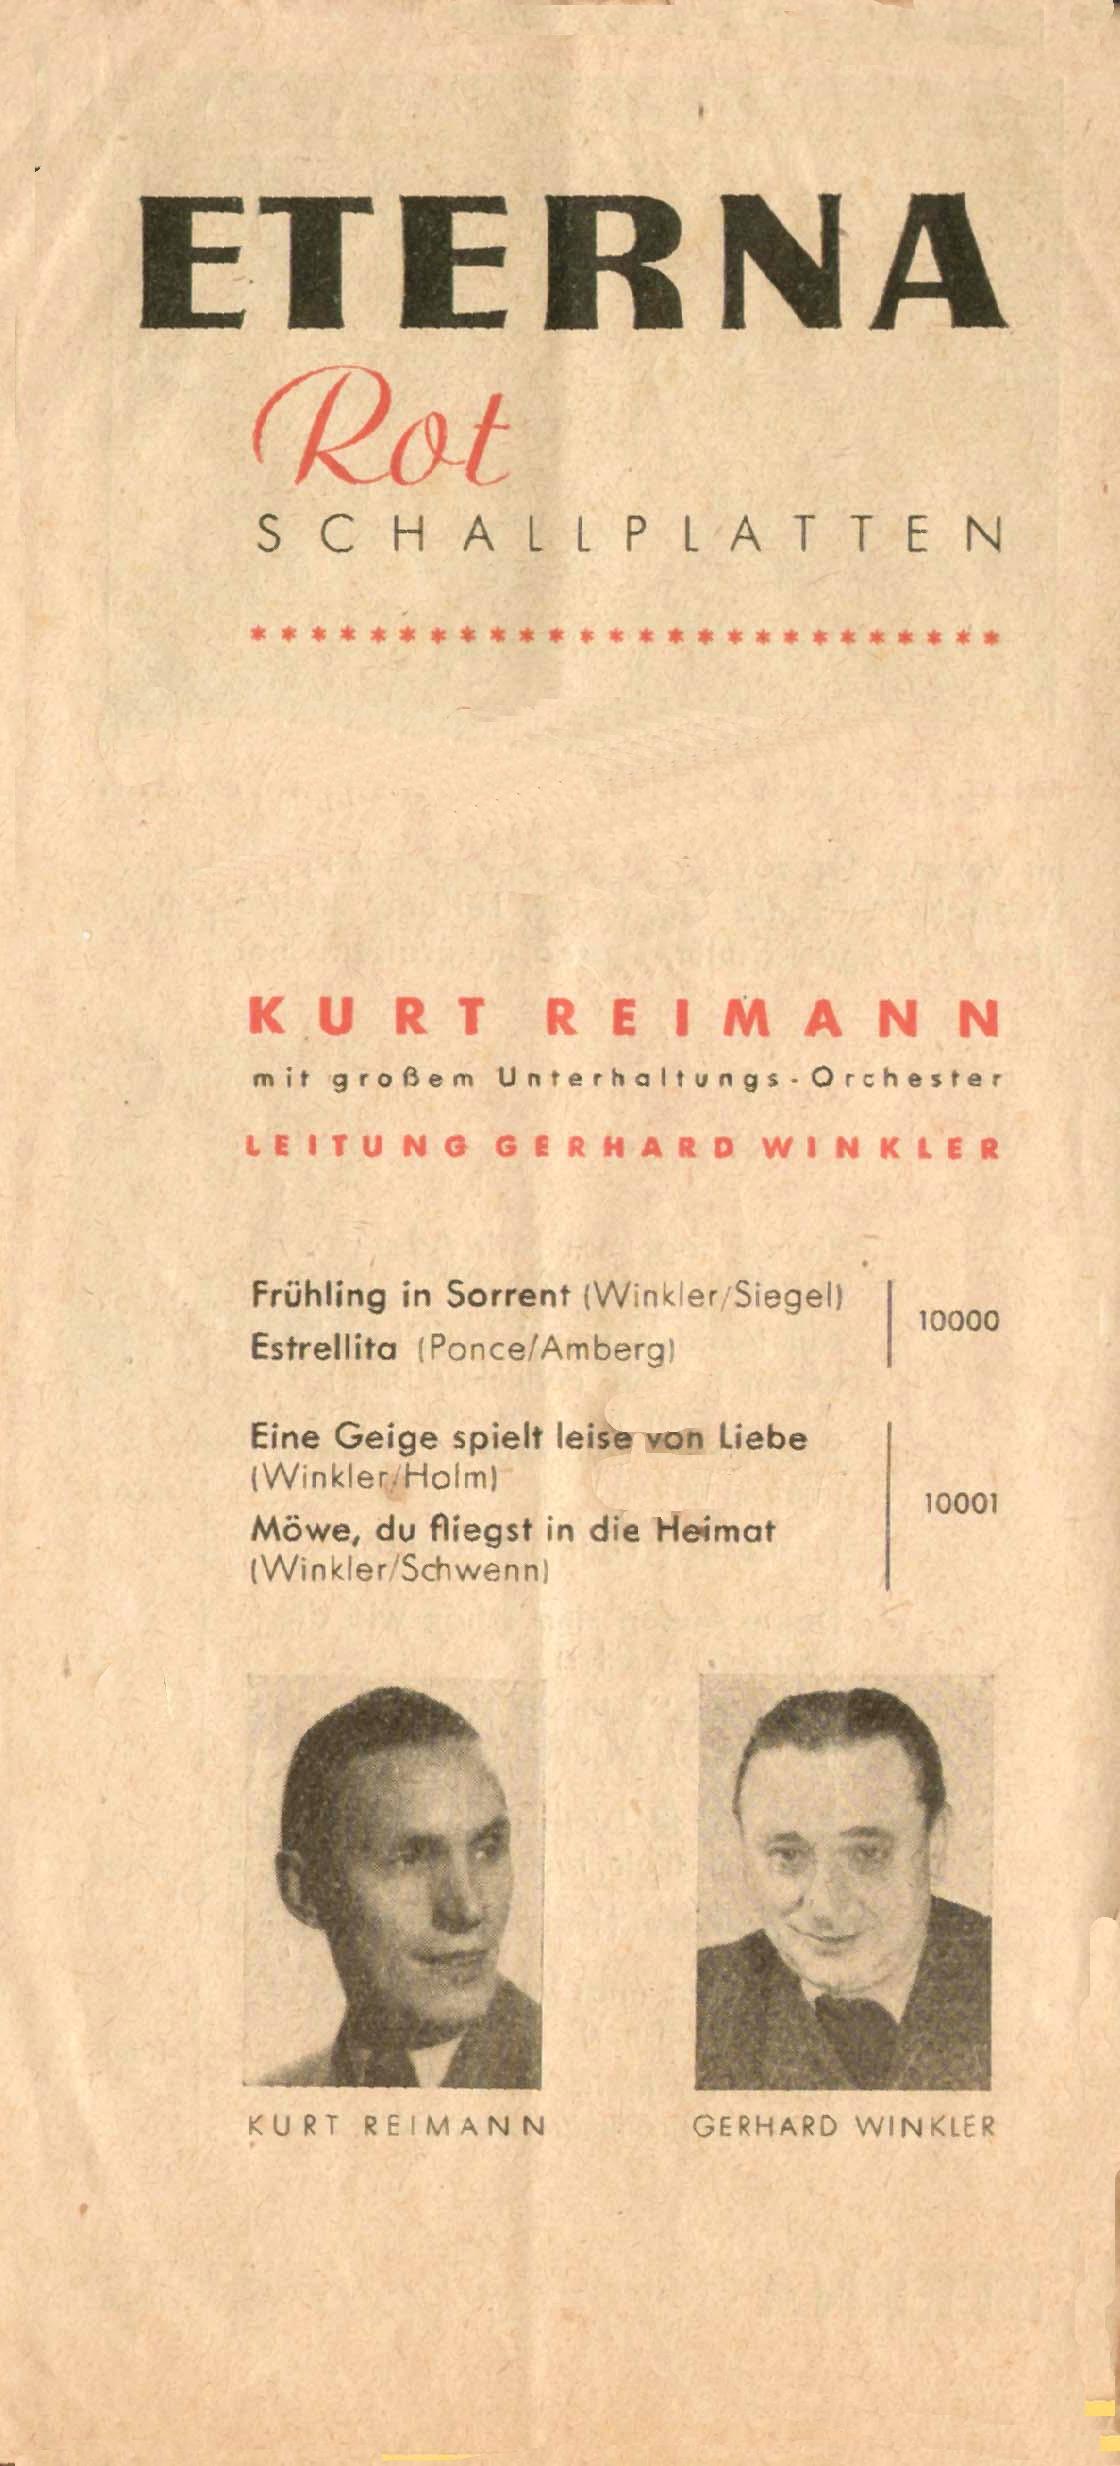 ETERNA
Rot
SCHALLPLATTEN
*************************
KURT REIMANN
mit großem Unterhaltungs-Orchester
LEITUNG GERHARD WINKLER
Frühling in Sorrent (Winkler/Siegel)
Estrellita (Ponce/Amberg)
10000
Eine Geige spielt leise von Liebe
(Winkler/Holm)
Möwe, du fliegst in die Heimat
(Winkler/Schwenn)
10001
KURT REIMANN
GERHARD WINKLER